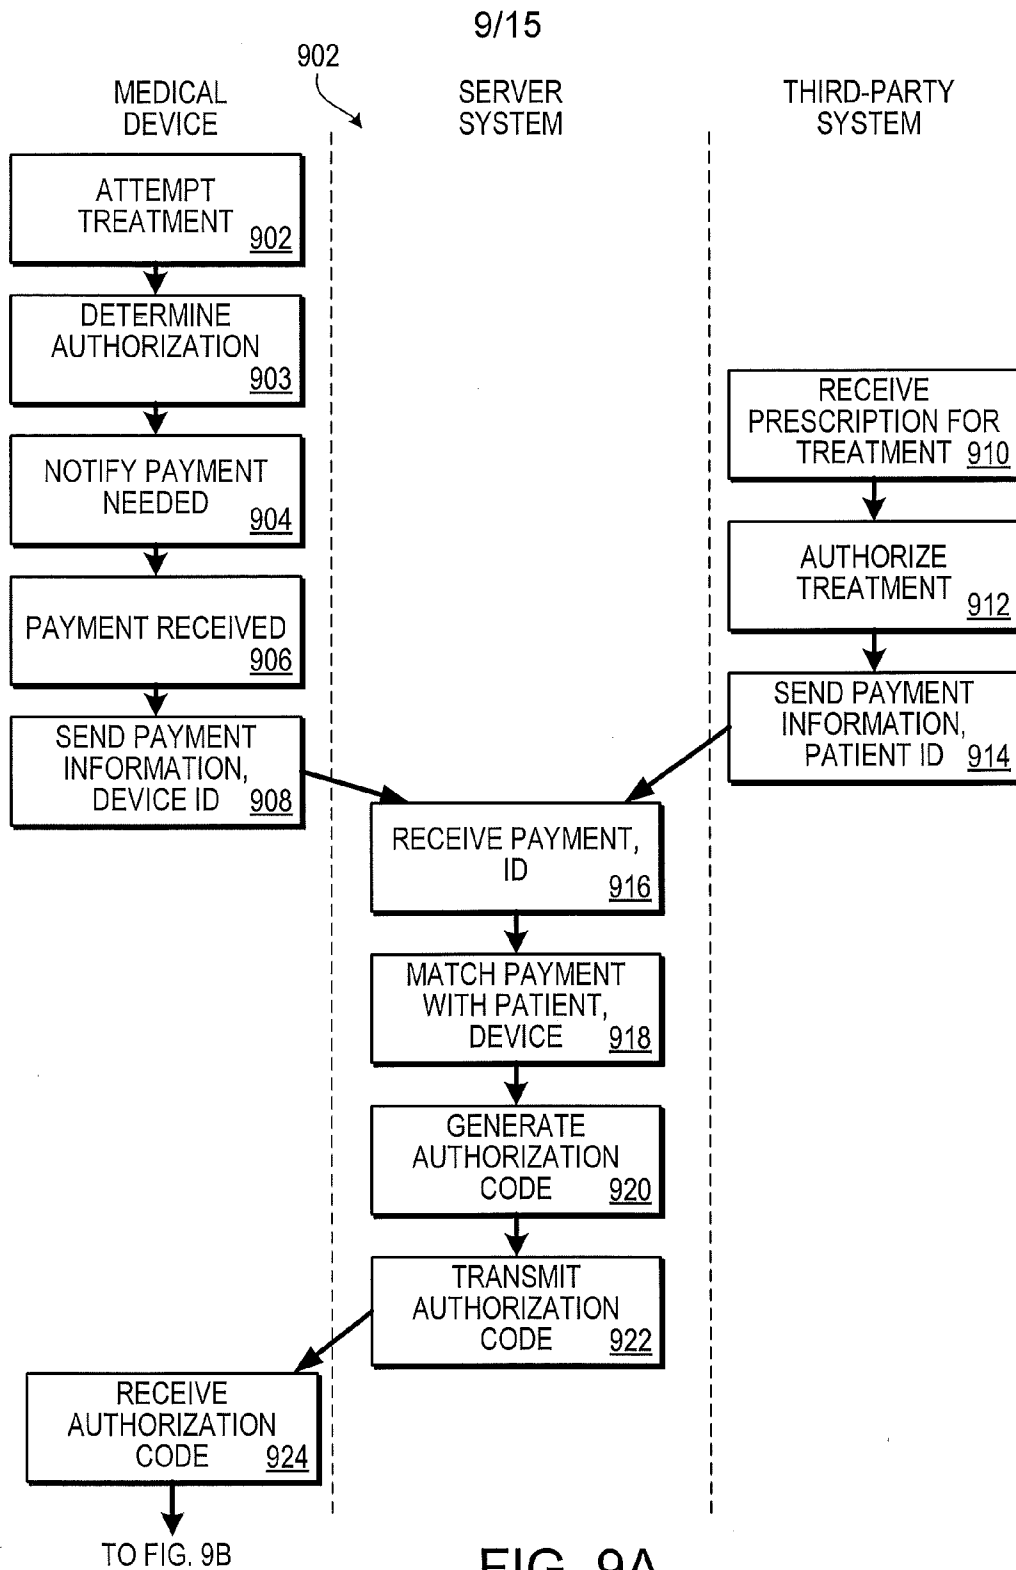 9/15
902
MEDICAL
DEVICE
SERVER
SYSTEM
THIRD-PARTY
SYSTEM
ATTEMPT
TREATMENT
902
DETERMINE
AUTHORIZATION
903
NOTIFY PAYMENT
NEEDED
904
PAYMENT RECEIVED
906
SEND PAYMENT
INFORMATION,
DEVICE ID 908
RECEIVE
PRESCRIPTION FOR
TREATMENT 910
AUTHORIZE
TREATMENT
912
SEND PAYMENT
INFORMATION,
PATIENT ID 914
RECEIVE PAYMENT,
ID
916
MATCH PAYMENT
WITH PATIENT,
DEVICE 918
GENERATE
AUTHORIZATION
CODE 920
TRANSMIT
AUTHORIZATION
CODE 922
RECEIVE
AUTHORIZATION
CODE 924
TO FIG. 9B
FIG. 9A